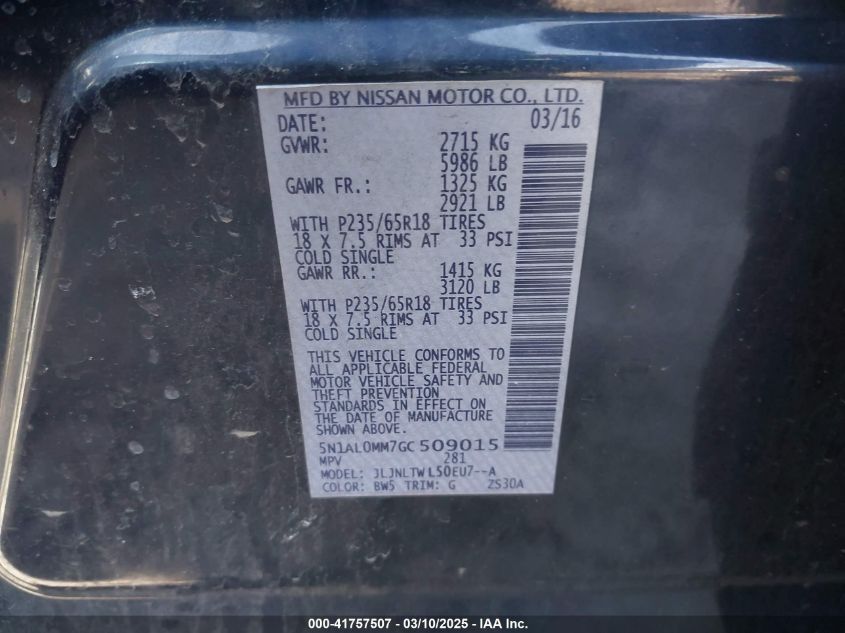 MFD BY NISSAN MOTOR CO., LTD.
DATE: 03/16
GVWR: 2715 KG
5986 LB
GAWR FR.: 1325 KG
2921 LB
WITH P235/65R18 TIRES
18 X 7.5 RIMS AT 33 PSI
COLD SINGLE
GAWR RR.: 1415 KG
3120 LB
WITH P235/65R18 TIRES
18 X 7.5 RIMS AT 33 PSI
COLD SINGLE
THIS VEHICLE CONFORMS TO
ALL APPLICABLE FEDERAL
MOTOR VEHICLE SAFETY AND
THEFT PREVENTION
STANDARDS IN EFFECT ON
THE DATE OF MANUFACTURE
SHOWN ABOVE.
5N1AL0MM7GC509015
MPV 281
MODEL: JLJNLTWL50EU7--A
COLOR: BW5 TRIM: G ZS30A
000-41757507 — 03/10/2025 - IAA Inc.